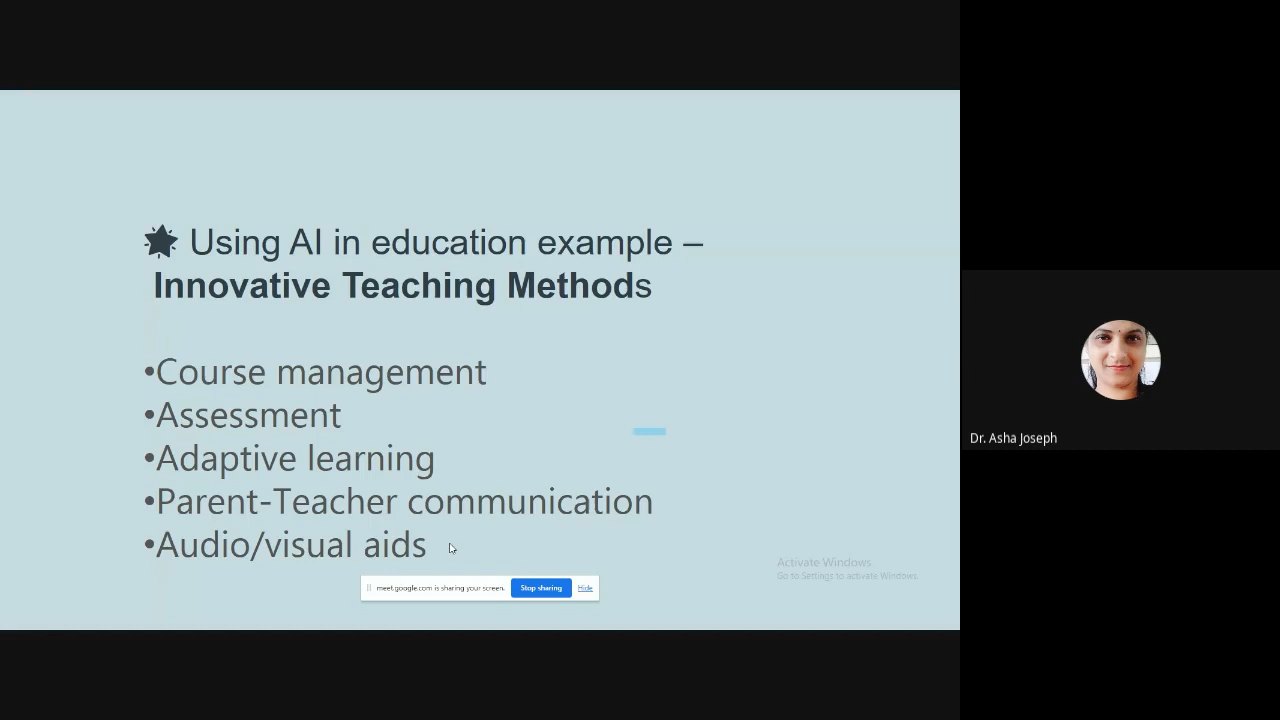 Using AI in education example –
Innovative Teaching Methods
•Course management
•Assessment
•Adaptive learning
•Parent-Teacher communication
•Audio/visual aids
Activate Windows
Go to Settings to activate Windows.
meet.google.com is sharing your screen. Stop sharing Hide
Dr. Asha Joseph